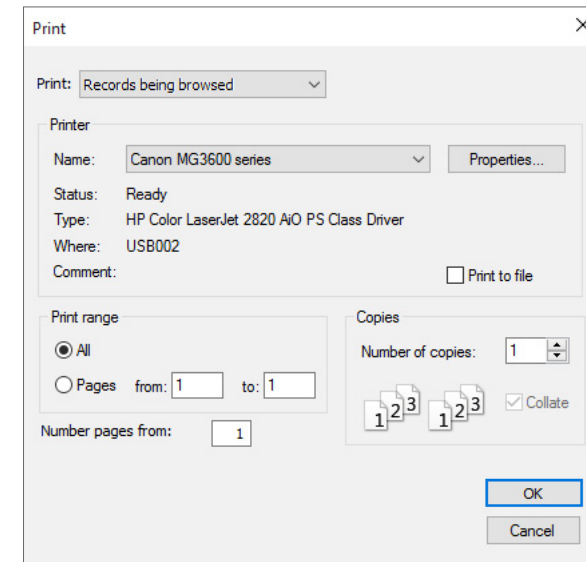 Print
Print: Records being browsed
Printer
Name: Canon MG3600 series Properties...
Status: Ready
Type: HP Color LaserJet 2820 AiO PS Class Driver
Where: USB002
Comment: Print to file
Print range
All
Pages from: 1 to: 1
Number pages from: 1
Copies
Number of copies: 1
1 2 3 1 2 3 Collate
OK
Cancel